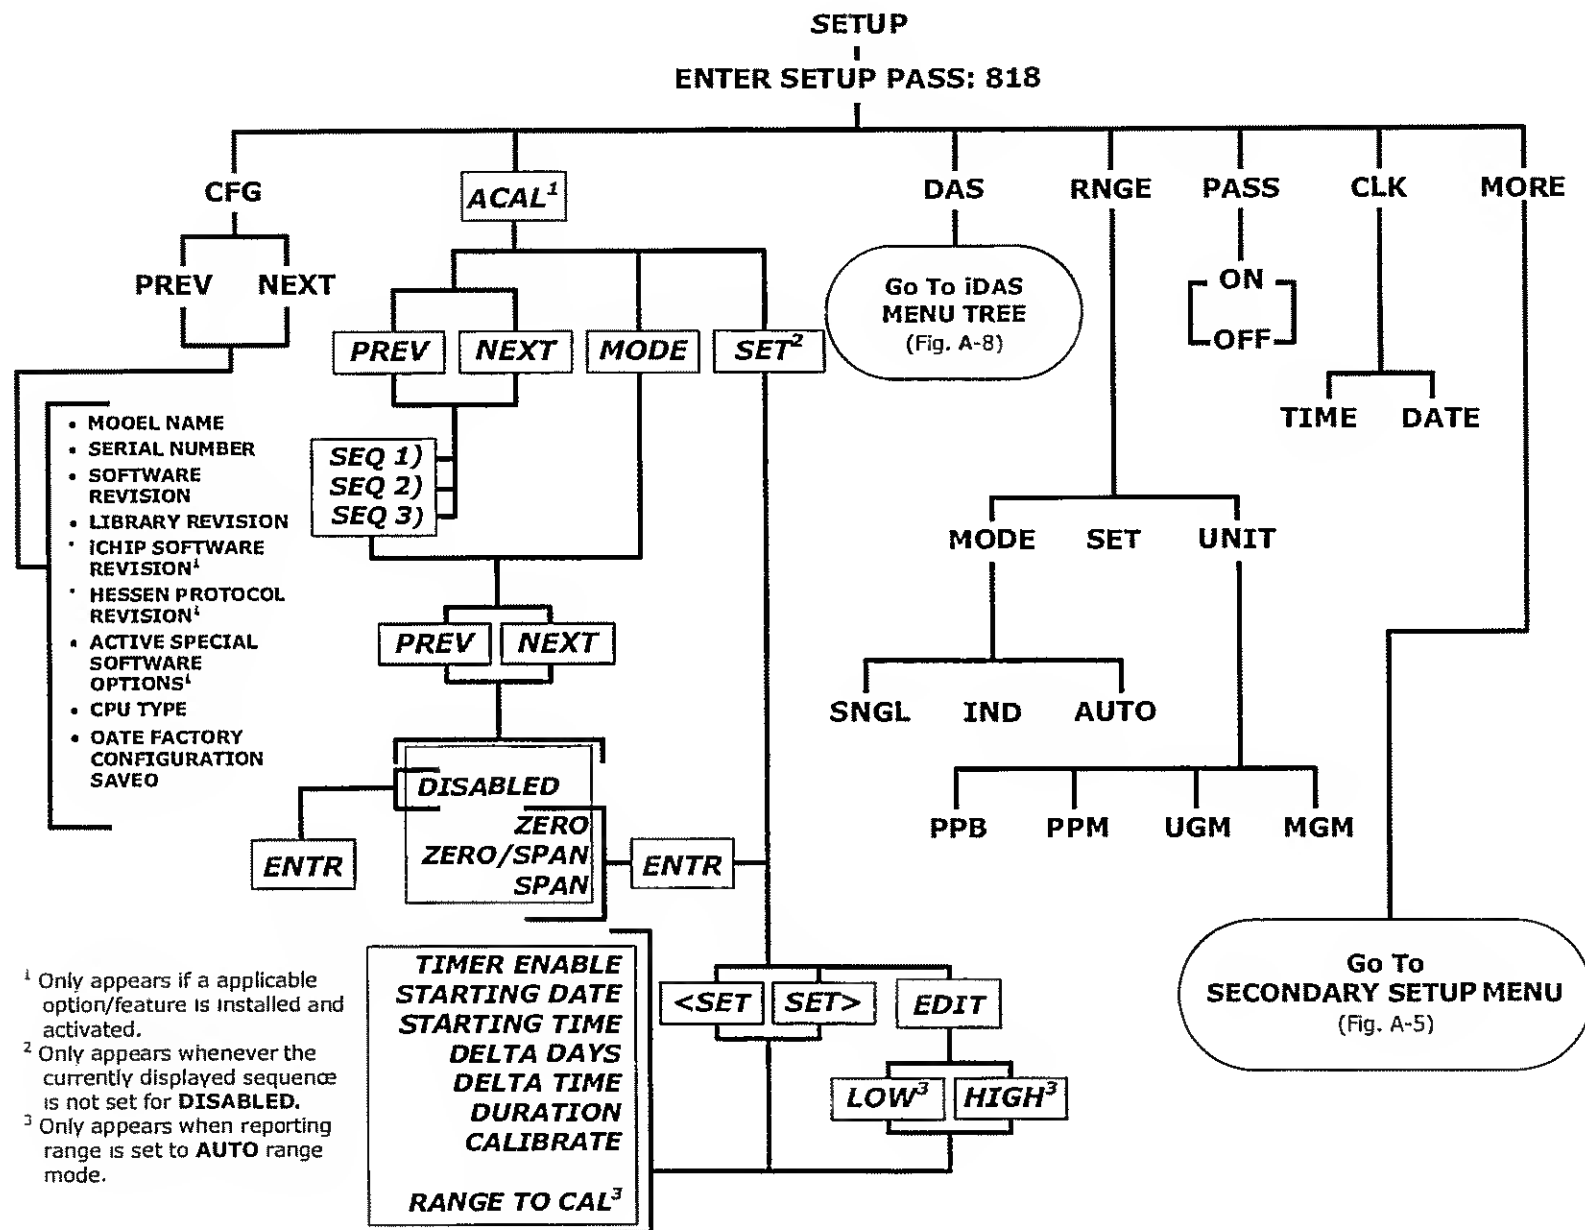 SETUP
ENTER SETUP PASS: 818
CFG
ACAL¹
DAS
RNGE
PASS
CLK
MORE
PREV
NEXT
PREV
NEXT
MODE
SET²
Go To iDAS
MENU TREE
(Fig. A-8)
ON
OFF
TIME
DATE
• MOOEL NAME
• SERIAL NUMBER
• SOFTWARE
REVISION
• LIBRARY REVISION
• iCHIP SOFTWARE
REVISION¹
• HESSEN PROTOCOL
REVISION¹
• ACTIVE SPECIAL
SOFTWARE
OPTIONS¹
• CPU TYPE
• OATE FACTORY
CONFIGURATION
SAVEO
SEQ 1)
SEQ 2)
SEQ 3)
MODE
SET
UNIT
PREV
NEXT
SNGL
IND
AUTO
DISABLED
ZERO
ZERO/SPAN
SPAN
ENTR
ENTR
PPB
PPM
UGM
MGM
TIMER ENABLE
STARTING DATE
STARTING TIME
DELTA DAYS
DELTA TIME
DURATION
CALIBRATE
RANGE TO CAL³
<SET
SET>
EDIT
LOW³
HIGH³
Go To
SECONDARY SETUP MENU
(Fig. A-5)
¹ Only appears if a applicable
option/feature is installed and
activated.
² Only appears whenever the
currently displayed sequence
is not set for DISABLED.
³ Only appears when reporting
range is set to AUTO range
mode.